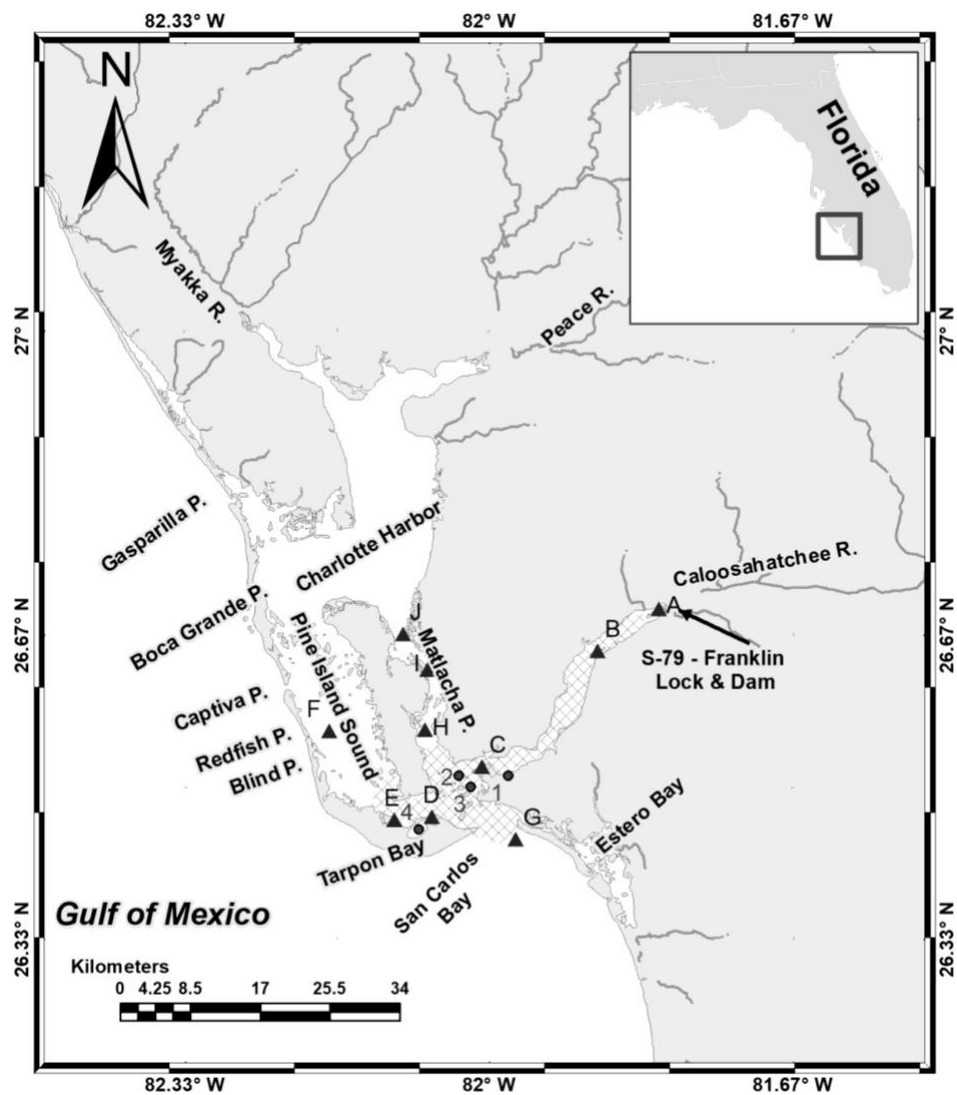 82.33° W
82° W
81.67° W
N
Florida
Myakka R.
27° N
27° N
Peace R.
Gasparilla P.
Charlotte Harbor
Caloosahatchee R.
Boca Grande P.
J
A
26.67° N
26.67° N
Pine Island Sound
Matlacha P.
B
I
S-79 - Franklin
Lock & Dam
Captiva P.
F
H
Redfish P.
C
Blind P.
2
1
E
4
D
3
G
Estero Bay
Tarpon Bay
San Carlos
Bay
Gulf of Mexico
26.33° N
26.33° N
Kilometers
0 4.25 8.5 17 25.5 34
82.33° W
82° W
81.67° W